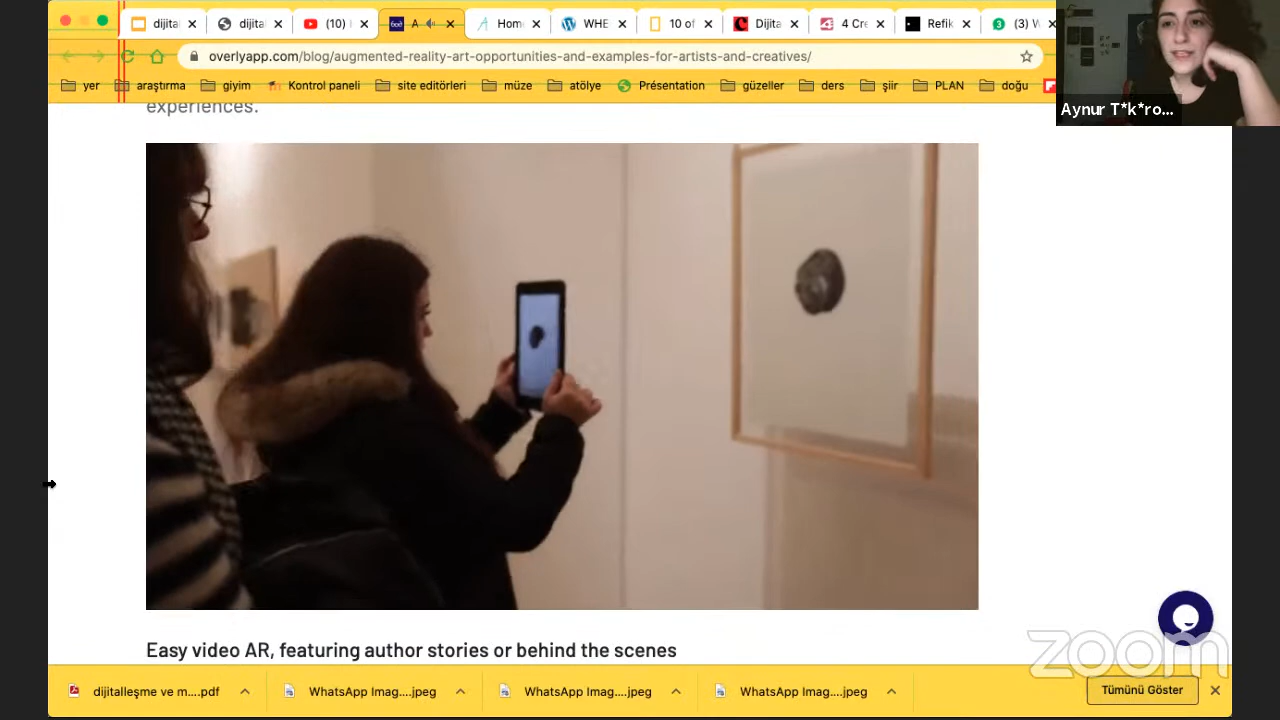 dijital
dijital
(10)
A
Home
WHE
10 of
Dijita
4 Cre
Refik
(3) W
overlyapp.com/blog/augmented-reality-art-opportunities-and-examples-for-artists-and-creatives/
yer
araştırma
giyim
Kontrol paneli
site editörleri
müze
atölye
Présentation
güzeller
ders
şiir
PLAN
doğu
Aynur T*k*ro...
experiences.
Easy video AR, featuring author stories or behind the scenes
zoom
dijitalleşme ve m....pdf
WhatsApp Imag....jpeg
WhatsApp Imag....jpeg
WhatsApp Imag....jpeg
Tümünü Göster